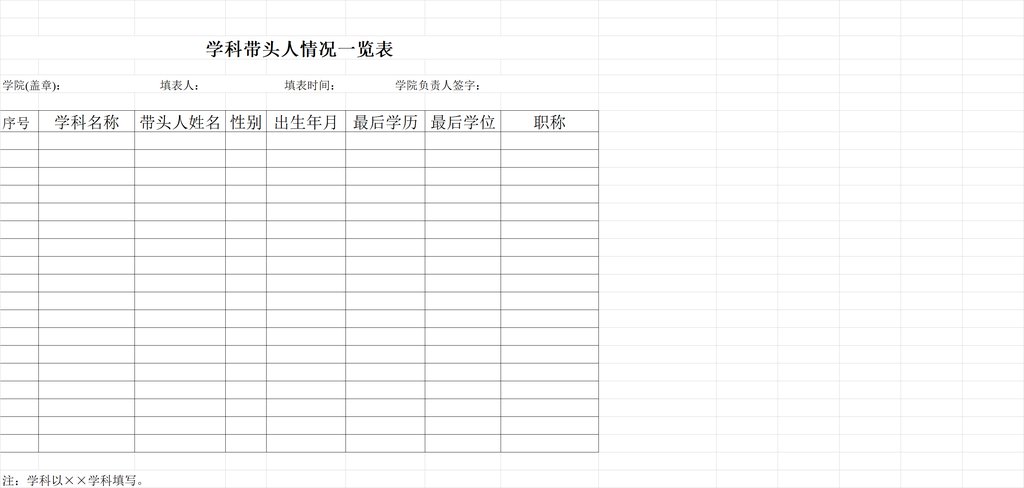 学科带头人情况一览表
学院(盖章)： 填表人： 填表时间： 学院负责人签字：
序号 学科名称 带头人姓名 性别 出生年月 最后学历 最后学位 职称
注：学科以××学科填写。